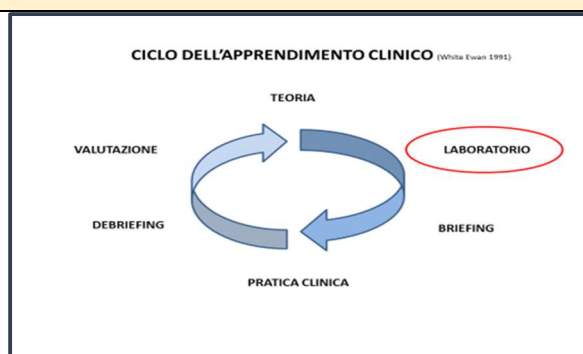 CICLO DELL'APPRENDIMENTO CLINICO (White Ewan 1991)
TEORIA
VALUTAZIONE
LABORATORIO
DEBRIEFING
BRIEFING
PRATICA CLINICA